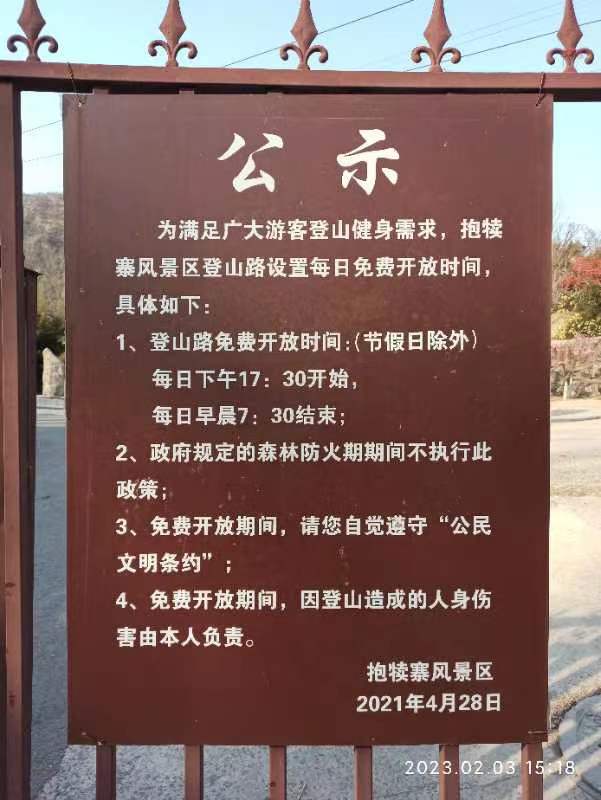 公示
为满足广大游客登山健身需求，抱犊
寨风景区登山路设置每日免费开放时间，
具体如下：
1、登山路免费开放时间：（节假日除外）
每日下午17：30开始，
每日早晨7：30结束；
2、政府规定的森林防火期期间不执行此
政策；
3、免费开放期间，请您自觉遵守“公民
文明条约”；
4、免费开放期间，因登山造成的人身伤
害由本人负责。
抱犊寨风景区
2021年4月28日
2023.02.03 15:18